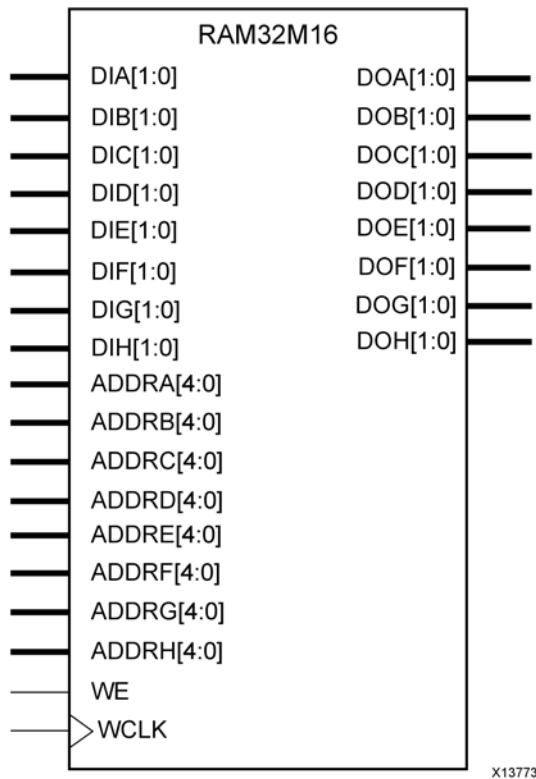 RAM32M16
DIA[1:0] DOA[1:0]
DIB[1:0] DOB[1:0]
DIC[1:0] DOC[1:0]
DID[1:0] DOD[1:0]
DIE[1:0] DOE[1:0]
DIF[1:0] DOF[1:0]
DIG[1:0] DOG[1:0]
DIH[1:0] DOH[1:0]
ADDRA[4:0]
ADDRB[4:0]
ADDRC[4:0]
ADDRD[4:0]
ADDRE[4:0]
ADDRF[4:0]
ADDRG[4:0]
ADDRH[4:0]
WE
WCLK
X13773